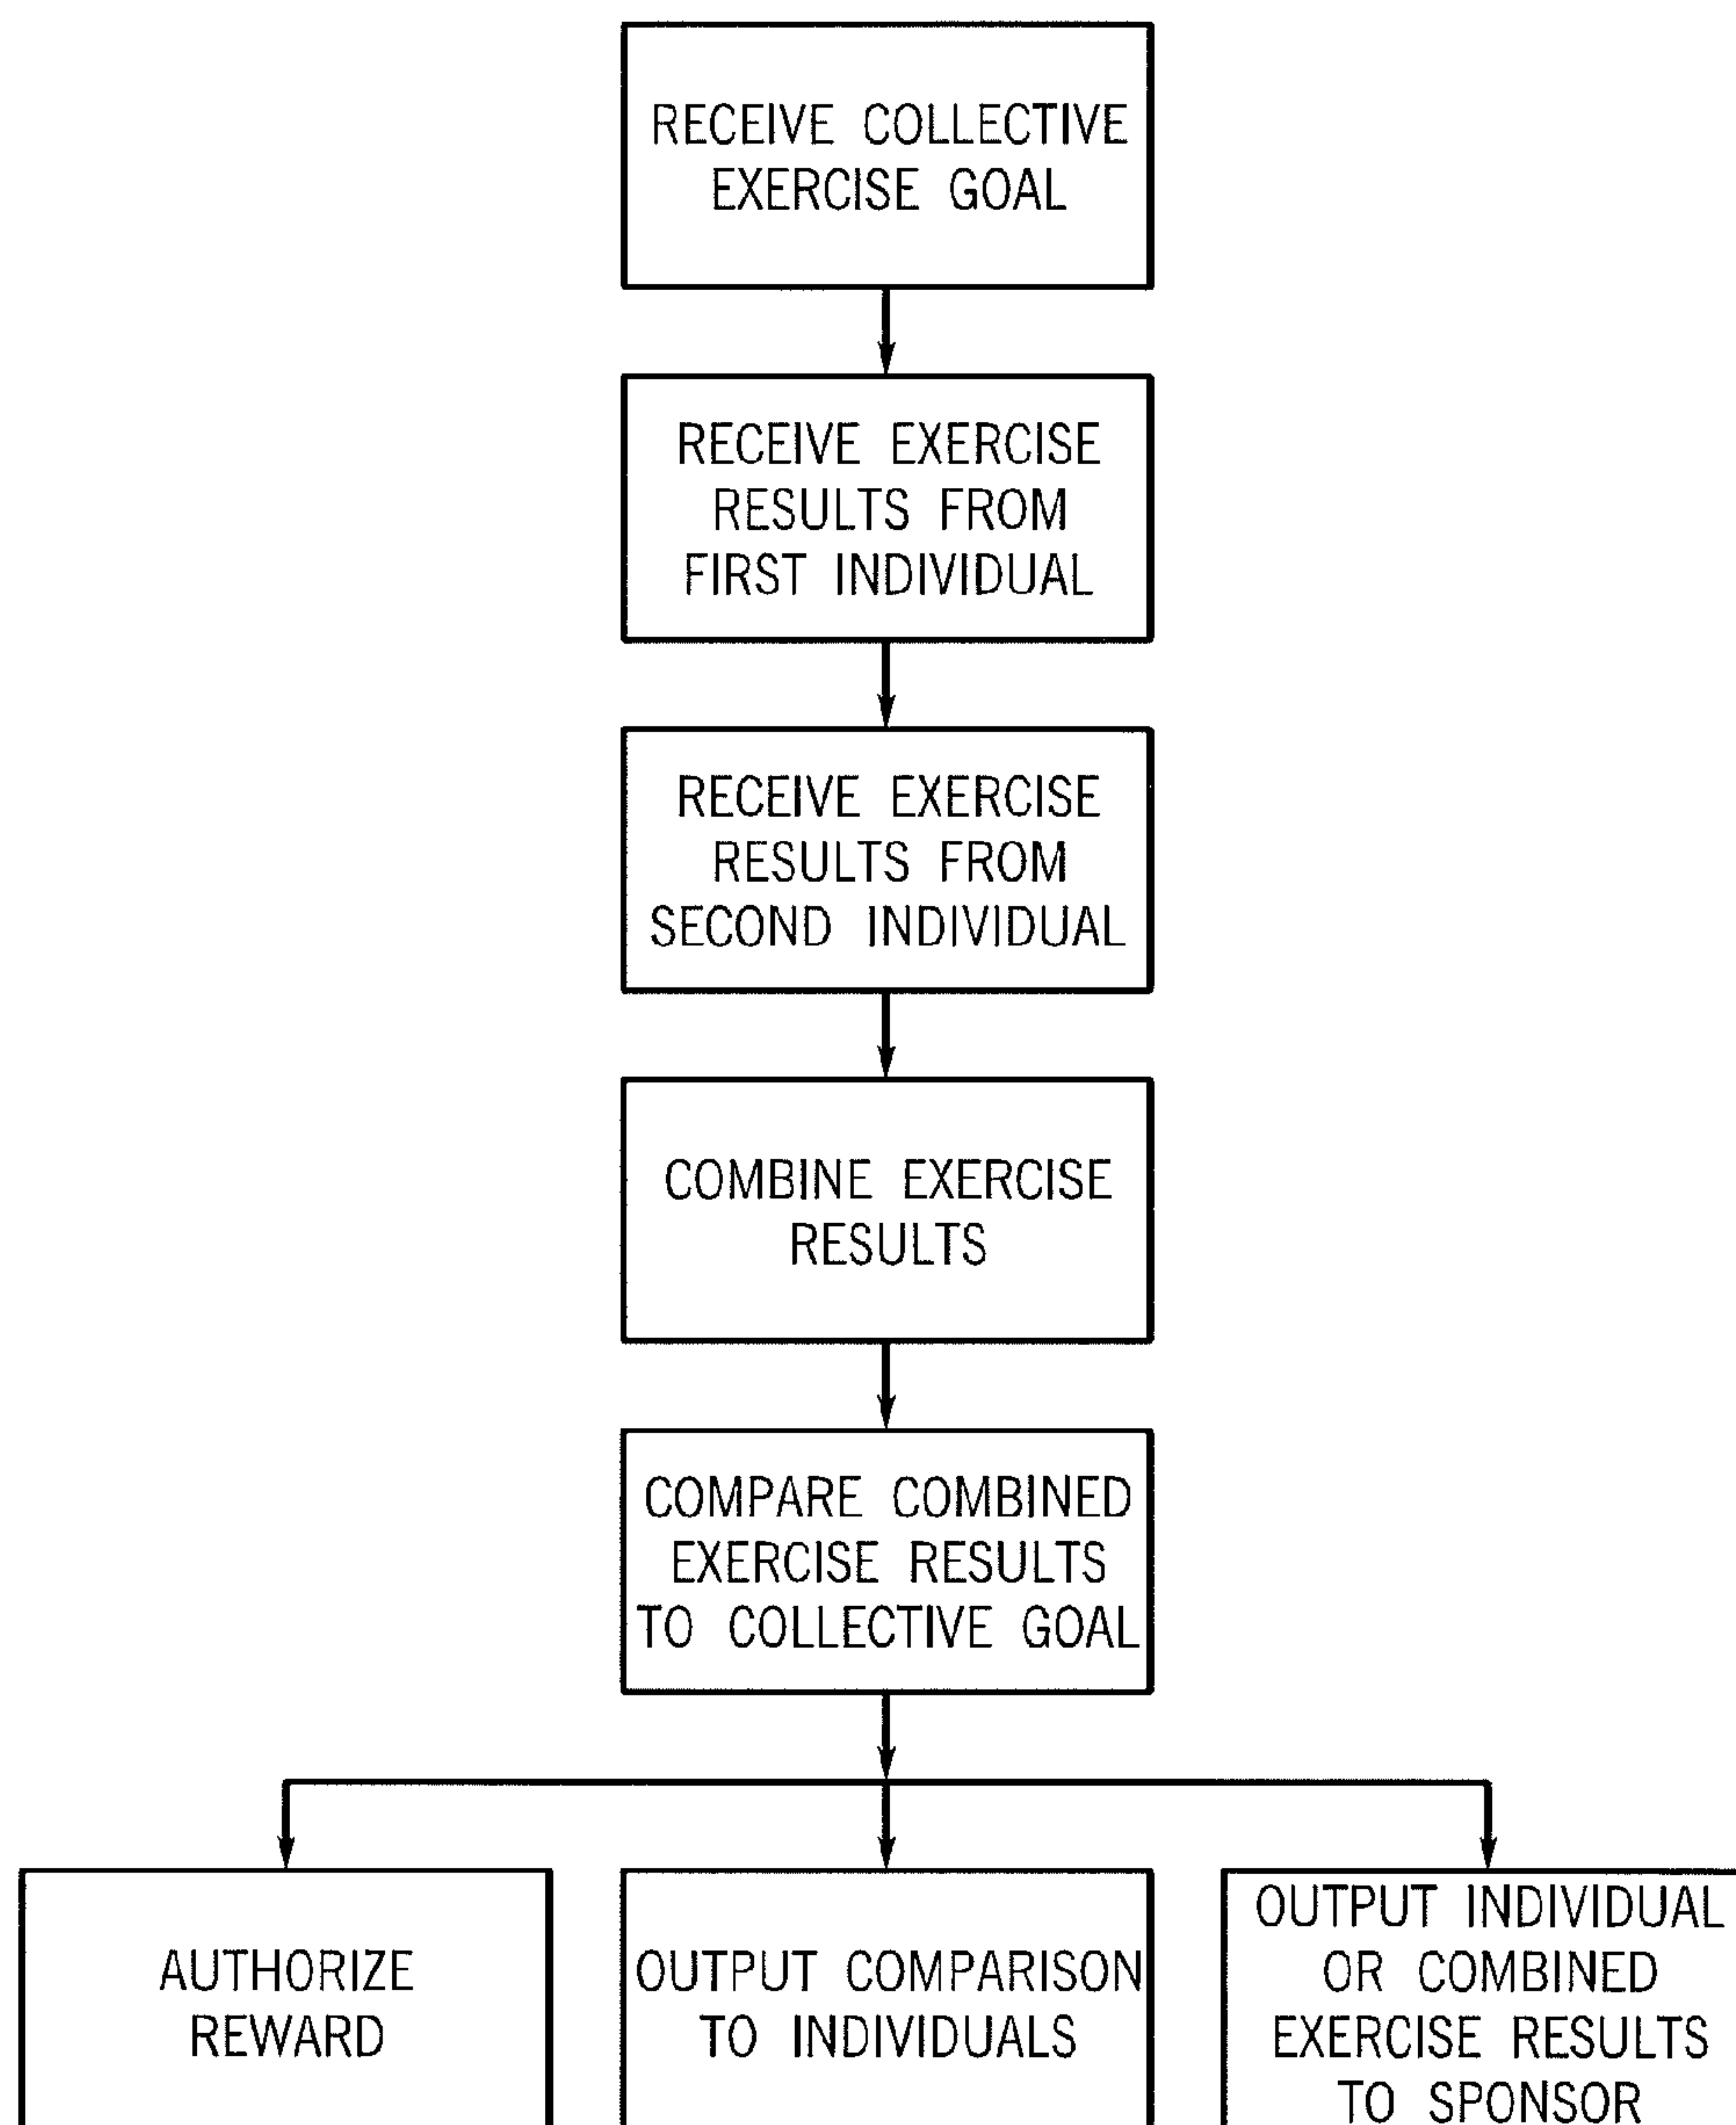 RECEIVE COLLECTIVE
EXERCISE GOAL
RECEIVE EXERCISE
RESULTS FROM
FIRST INDIVIDUAL
RECEIVE EXERCISE
RESULTS FROM
SECOND INDIVIDUAL
COMBINE EXERCISE
RESULTS
COMPARE COMBINED
EXERCISE RESULTS
TO COLLECTIVE GOAL
AUTHORIZE
REWARD
OUTPUT COMPARISON
TO INDIVIDUALS
OUTPUT INDIVIDUAL
OR COMBINED
EXERCISE RESULTS
TO SPONSOR